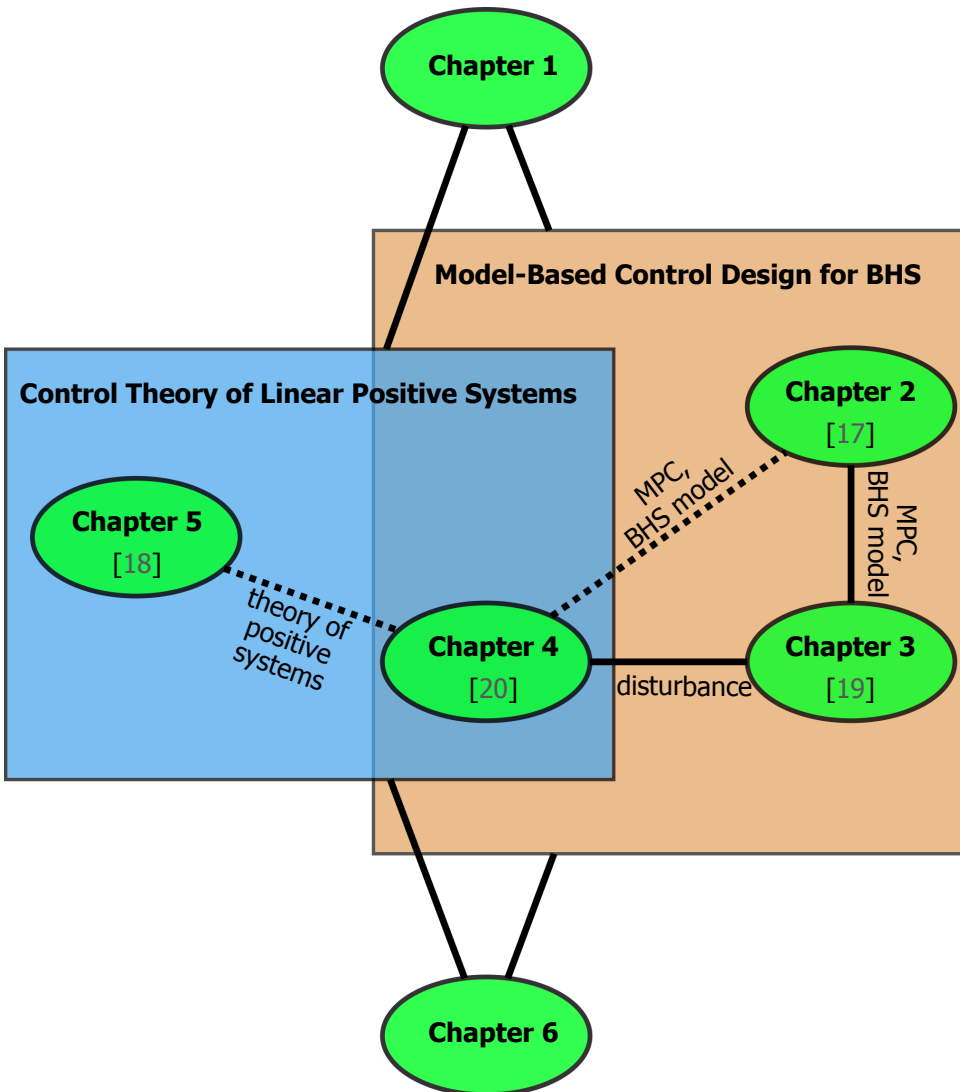 Chapter 1
Model-Based Control Design for BHS
Control Theory of Linear Positive Systems
Chapter 2
[17]
MPC,
BHS model
MPC,
BHS model
Chapter 5
[18]
theory of
positive
systems
Chapter 4
[20]
disturbance
Chapter 3
[19]
Chapter 6